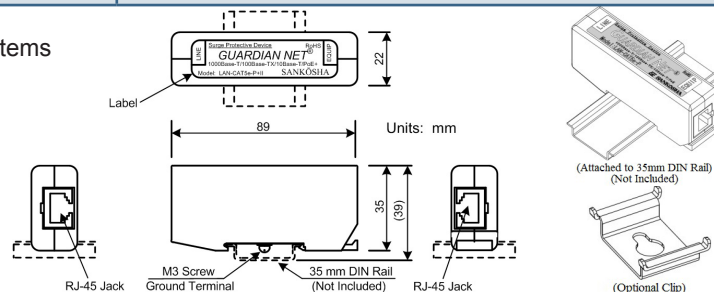 tems
LINE
Surge Protective Device RoHS
GUARDIAN NET®
1000Base-T/100Base-TX/10Base-T/PoE+
Model: LAN-CAT5e-P+II SANKOSHA
EQUIP
22
Label
89
Units: mm
35
(39)
RJ-45 Jack
M3 Screw
Ground Terminal
35 mm DIN Rail
(Not Included)
RJ-45 Jack
LINE
(Attached to 35mm DIN Rail)
(Not Included)
(Optional Clip)